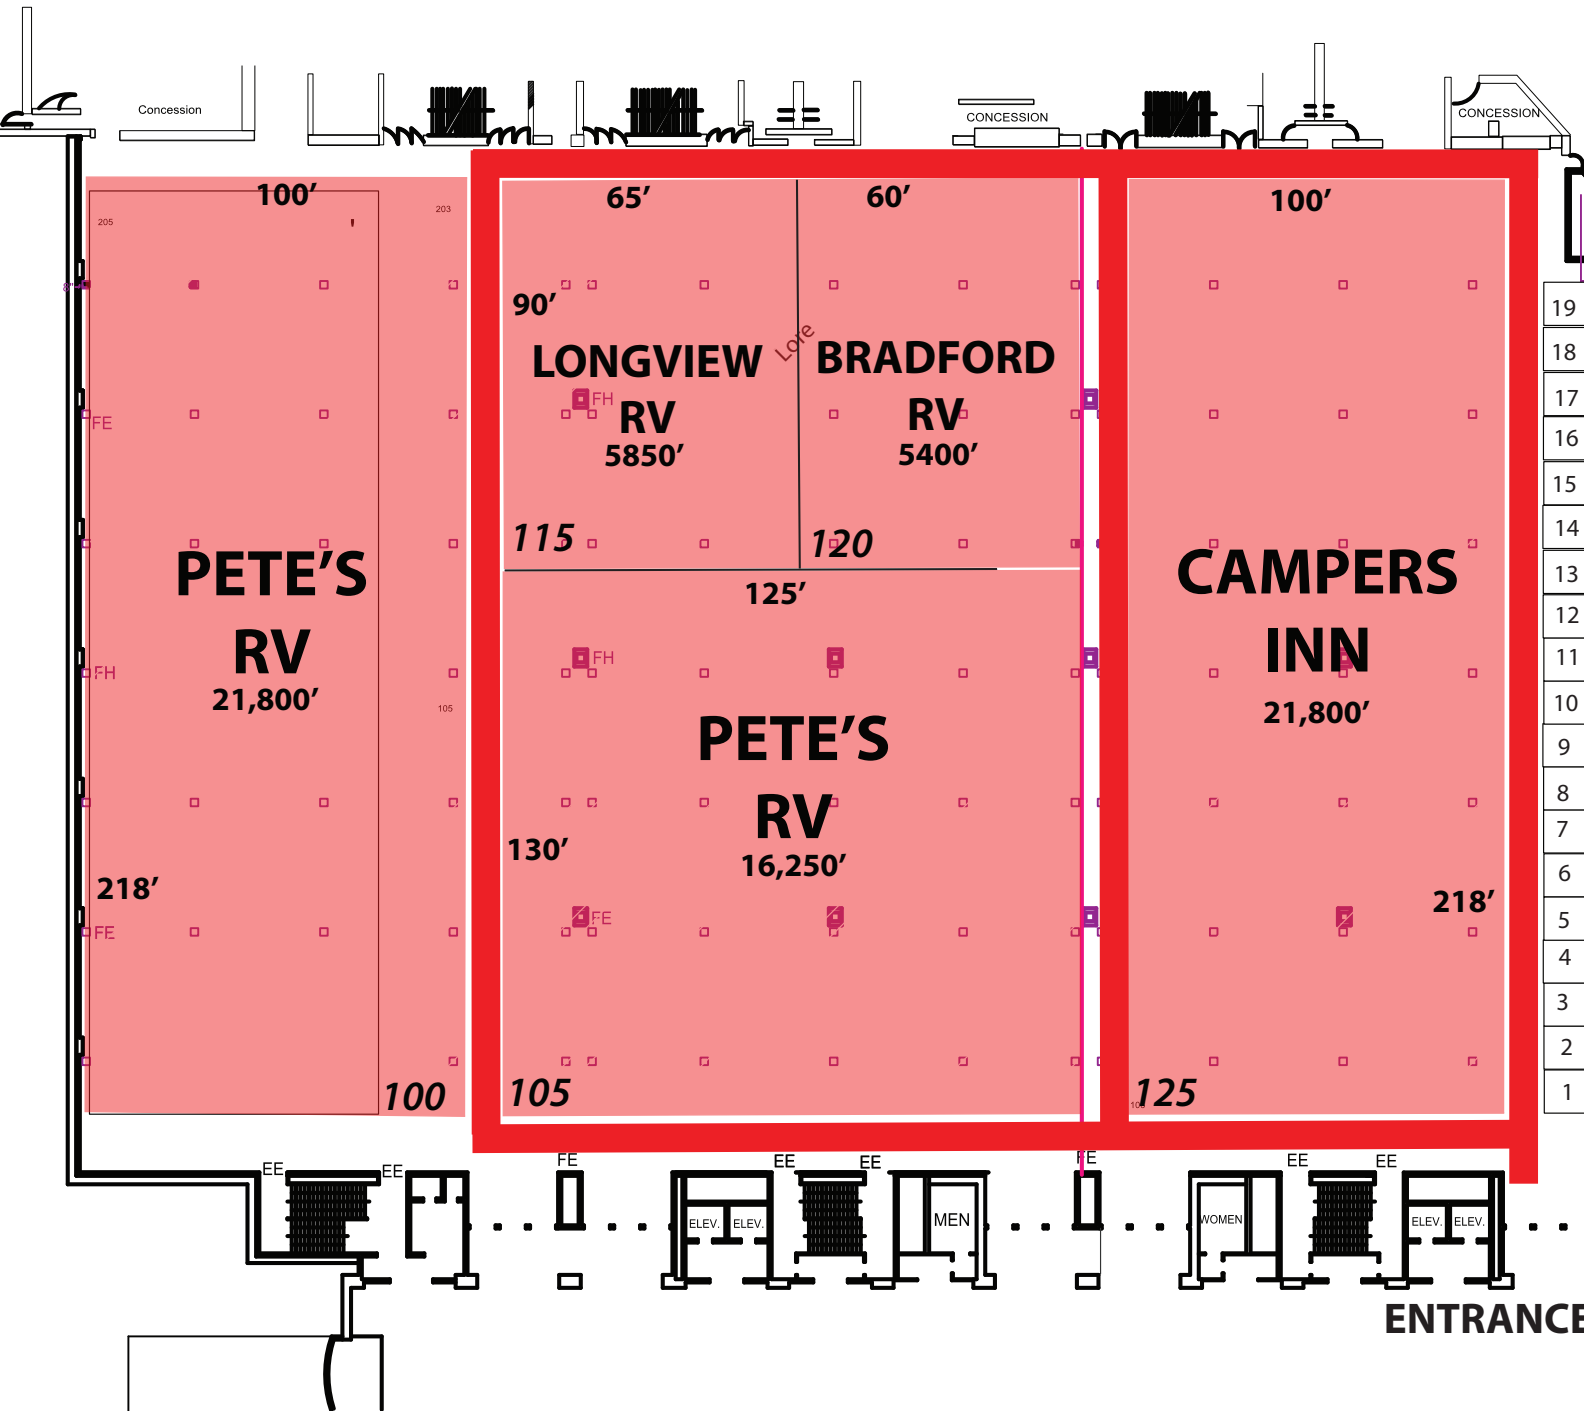 Concession
CONCESSION
CONCESSION
100’
65’
60’
100’
205
203
'
8"
90’
LONGVIEW
RV
5850’
Lore
BRADFORD
RV
5400’
FH
FE
115
120
125’
PETE’S
RV
21,800’
FH
105
FH
PETE’S
RV
16,250’
130’
218’
FE
FE
100
105
CAMPERS
INN
21,800’
218’
125
19
18
17
16
15
14
13
12
11
10
9
8
7
6
5
4
3
2
1
EE
EE
FE
EE
EE
FE
EE
EE
ELEV.
ELEV.
MEN
WOMEN
ELEV.
ELEV.
ENTRANCE